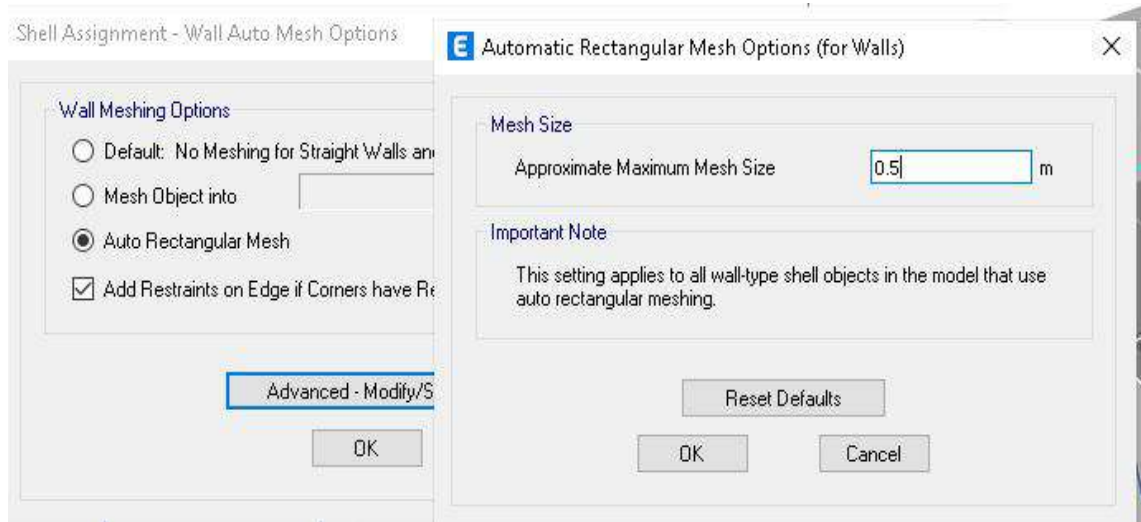 Shell Assignment - Wall Auto Mesh Options
Wall Meshing Options
Default: No Meshing for Straight Walls and
Mesh Object into
Auto Rectangular Mesh
Add Restraints on Edge if Corners have Re
Advanced - Modify/S
OK
E Automatic Rectangular Mesh Options (for Walls)
Mesh Size
Approximate Maximum Mesh Size 0.5 m
Important Note
This setting applies to all wall-type shell objects in the model that use
auto rectangular meshing.
Reset Defaults
OK Cancel